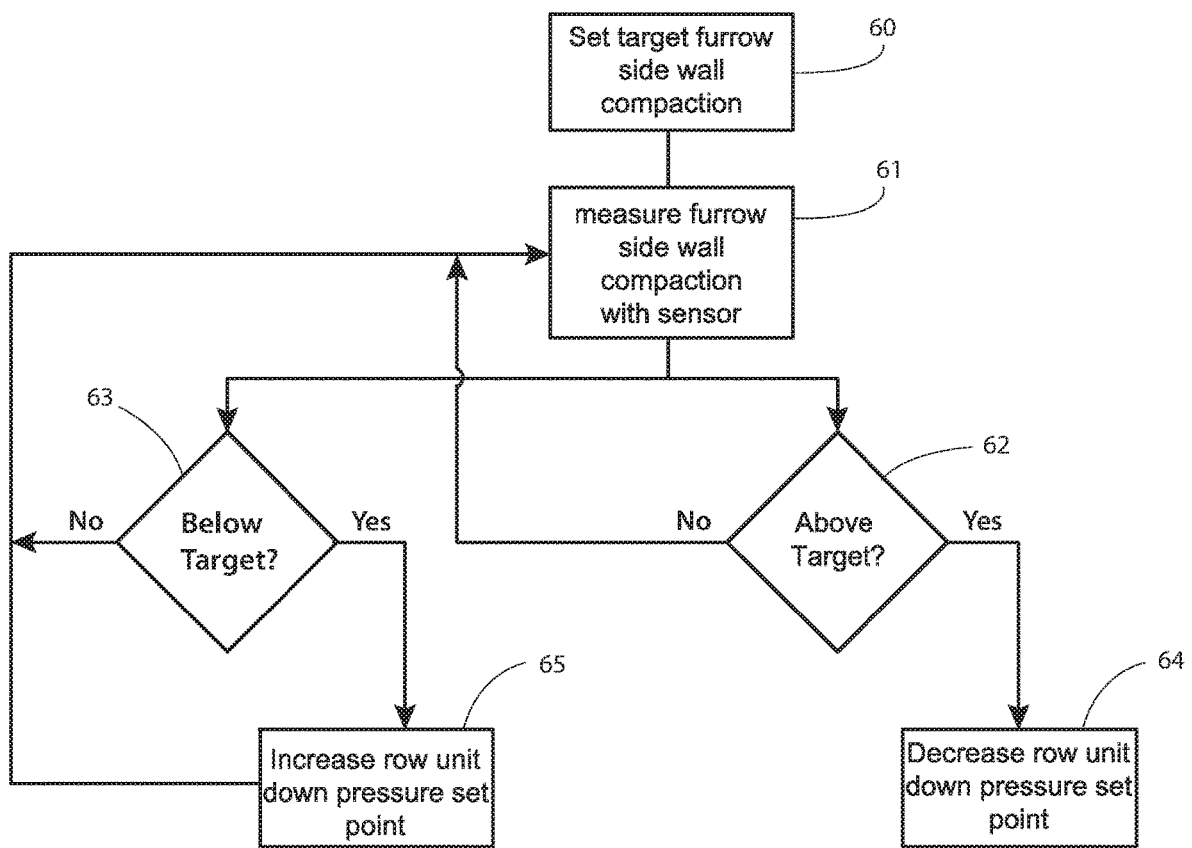 60
Set target furrow
side wall
compaction
61
measure furrow
side wall
compaction
with sensor
63
62
No
Below
Target?
Yes
No
Above
Target?
Yes
65
64
Increase row unit
down pressure set
point
Decrease row unit
down pressure set
point